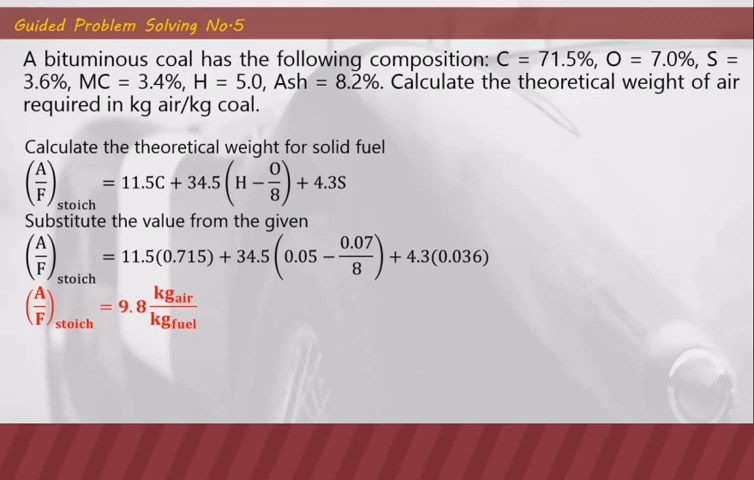 Guided Problem Solving No.5
A bituminous coal has the following composition: C = 71.5%, O = 7.0%, S =
3.6%, MC = 3.4%, H = 5.0, Ash = 8.2%. Calculate the theoretical weight of air
required in kg air/kg coal.
Calculate the theoretical weight for solid fuel
(A/F)stoich = 11.5C + 34.5(H − O/8) + 4.3S
Substitute the value from the given
(A/F)stoich = 11.5(0.715) + 34.5(0.05 − 0.07/8) + 4.3(0.036)
(A/F)stoich = 9.8 kgair/kgfuel